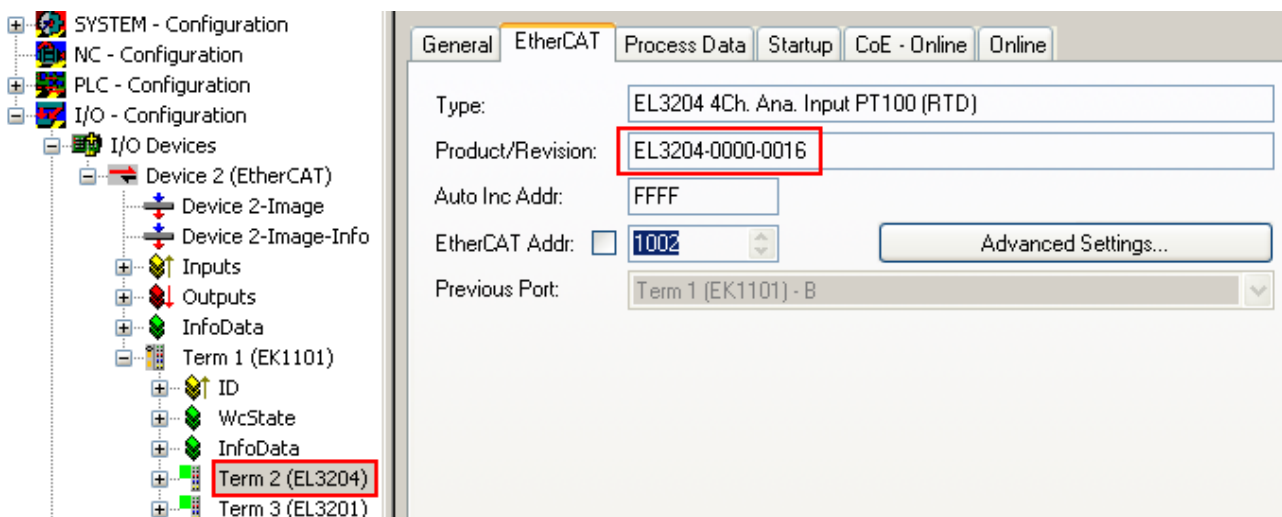 SYSTEM - Configuration
NC - Configuration
PLC - Configuration
I/O - Configuration
I/O Devices
Device 2 (EtherCAT)
Device 2-Image
Device 2-Image-Info
Inputs
Outputs
InfoData
Term 1 (EK1101)
ID
WcState
InfoData
Term 2 (EL3204)
Term 3 (EL3201)
General EtherCAT Process Data Startup CoE - Online Online
Type: EL3204 4Ch. Ana. Input PT100 (RTD)
Product/Revision: EL3204-0000-0016
Auto Inc Addr: FFFF
EtherCAT Addr: 1002 Advanced Settings...
Previous Port: Term 1 (EK1101) - B